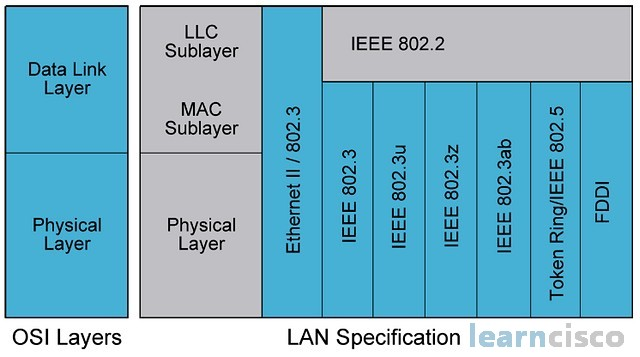 Data Link
Layer
Physical
Layer
LLC
Sublayer
MAC
Sublayer
Physical
Layer
Ethernet II / 802.3
IEEE 802.2
IEEE 802.3
IEEE 802.3u
IEEE 802.3z
IEEE 802.3ab
Token Ring/IEEE 802.5
FDDI
OSI Layers
LAN Specification
learncisco